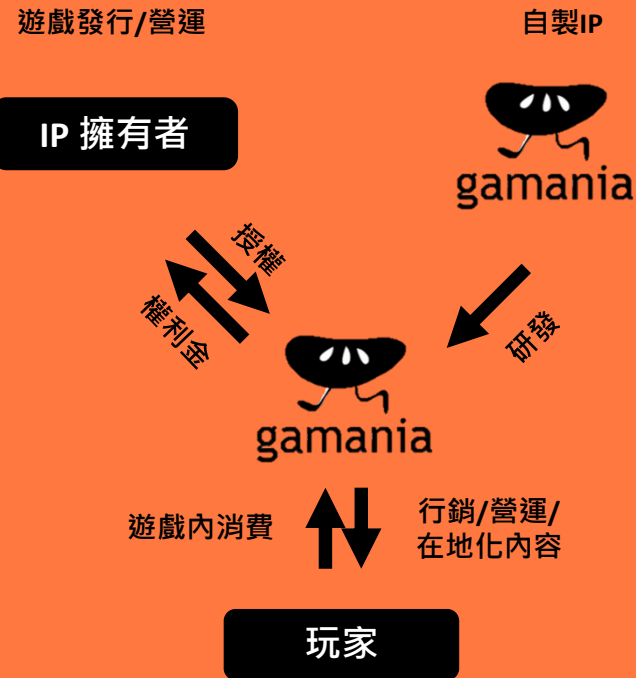 遊戲發行/營運
自製IP
IP 擁有者
gamania
授權
權利金
研發
gamania
遊戲內消費
行銷/營運/
在地化內容
玩家